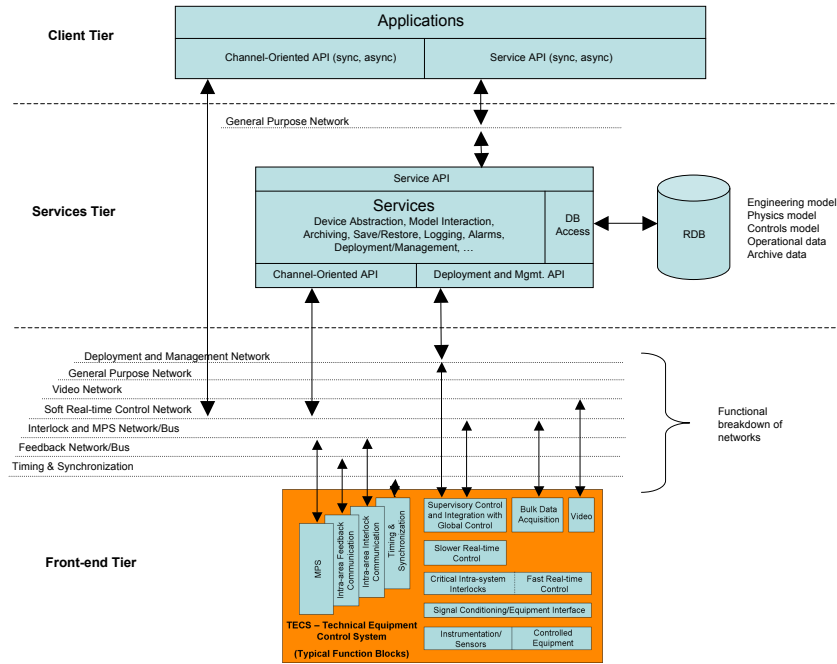 Client Tier
Applications
Channel-Oriented API (sync, async)
Service API (sync, async)
General Purpose Network
Services Tier
Service API
Services
Device Abstraction, Model Interaction,
Archiving, Save/Restore, Logging, Alarms,
Deployment/Management, …
DB
Access
RDB
Engineering model
Physics model
Controls model
Operational data
Archive data
Channel-Oriented API
Deployment and Mgmt. API
Deployment and Management Network
General Purpose Network
Video Network
Soft Real-time Control Network
Interlock and MPS Network/Bus
Feedback Network/Bus
Timing & Synchronization
Functional
breakdown of
networks
Front-end Tier
MPS
Intra-area Feedback
Communication
Intra-area Interlock
Communication
Timing &
Synchronization
Supervisory Control
and Integration with
Global Control
Bulk Data
Acquisition
Video
Slower Real-time
Control
Critical Intra-system
Interlocks
Fast Real-time
Control
Signal Conditioning/Equipment Interface
Instrumentation/
Sensors
Controlled
Equipment
TECS – Technical Equipment
Control System
(Typical Function Blocks)